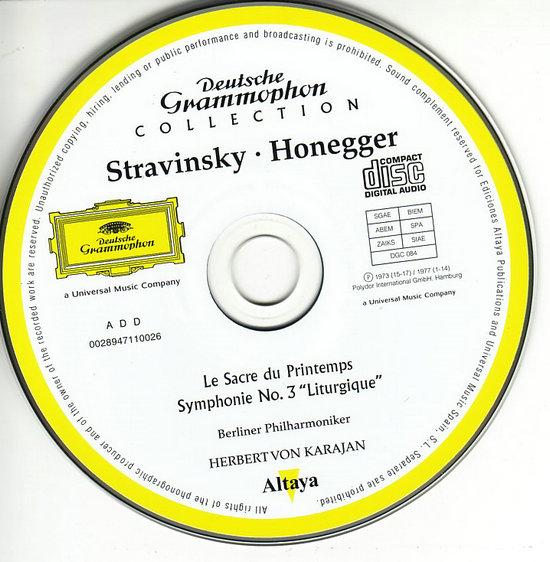 Unauthorized copying, hiring, lending or public performance and broadcasting is prohibited. Sound complement reserved for Ediciones Altaya Publications and Universal Music Spain S. L. Separate sale prohibited.
All rights of the phonographic producer and of the owner of the recorded work are reserved.
Deutsche
Grammophon
COLLECTION
Stravinsky · Honegger
COMPACT
disc
DIGITAL AUDIO
Deutsche
Grammophon
a Universal Music Company
SGAE BIEM
ABEM SPA
ZAIKS SIAE
DGC 084
Ⓟ 1973 (15-17) / 1977 (1-14)
Polydor International GmbH. Hamburg
a Universal Music Company
A D D
0028947110026
Le Sacre du Printemps
Symphonie No. 3 “Liturgique”
Berliner Philharmoniker
HERBERT VON KARAJAN
Altaya